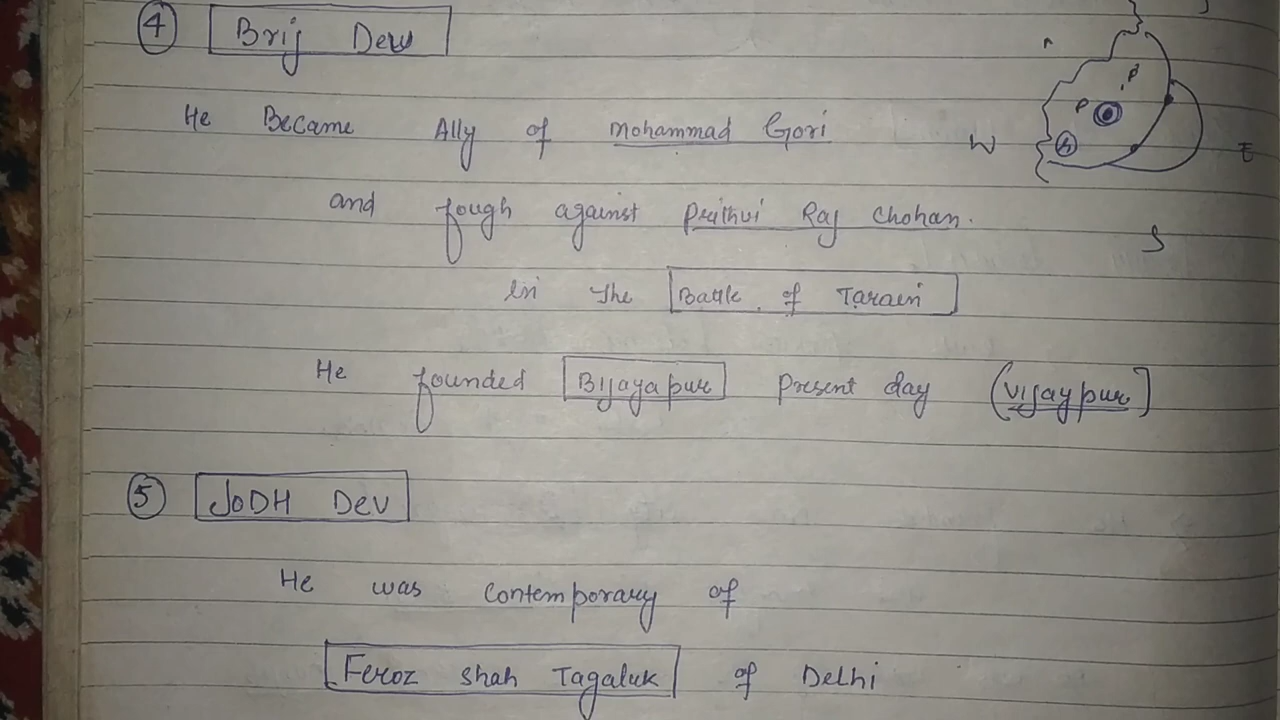 ④ Brij Dev
He Became Ally of Mohammad Gori
and fough against Prithvi Raj Chohan.
in the Battle of Tarain
He founded Bijayapur Present day (Vijaypur]
⑤ JODH DEV
He was contemporary of
Feroz shah Tagaluk of Delhi
P
P
W
E
S